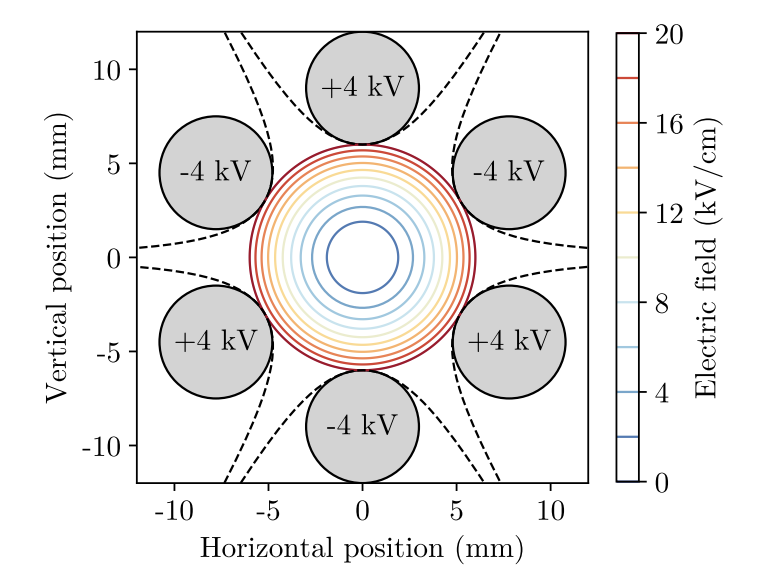 +4 kV
-4 kV
-4 kV
+4 kV
+4 kV
-4 kV
10
5
0
-5
-10
Vertical position (mm)
-10
-5
0
5
10
Horizontal position (mm)
20
16
12
8
4
0
Electric field (kV/cm)